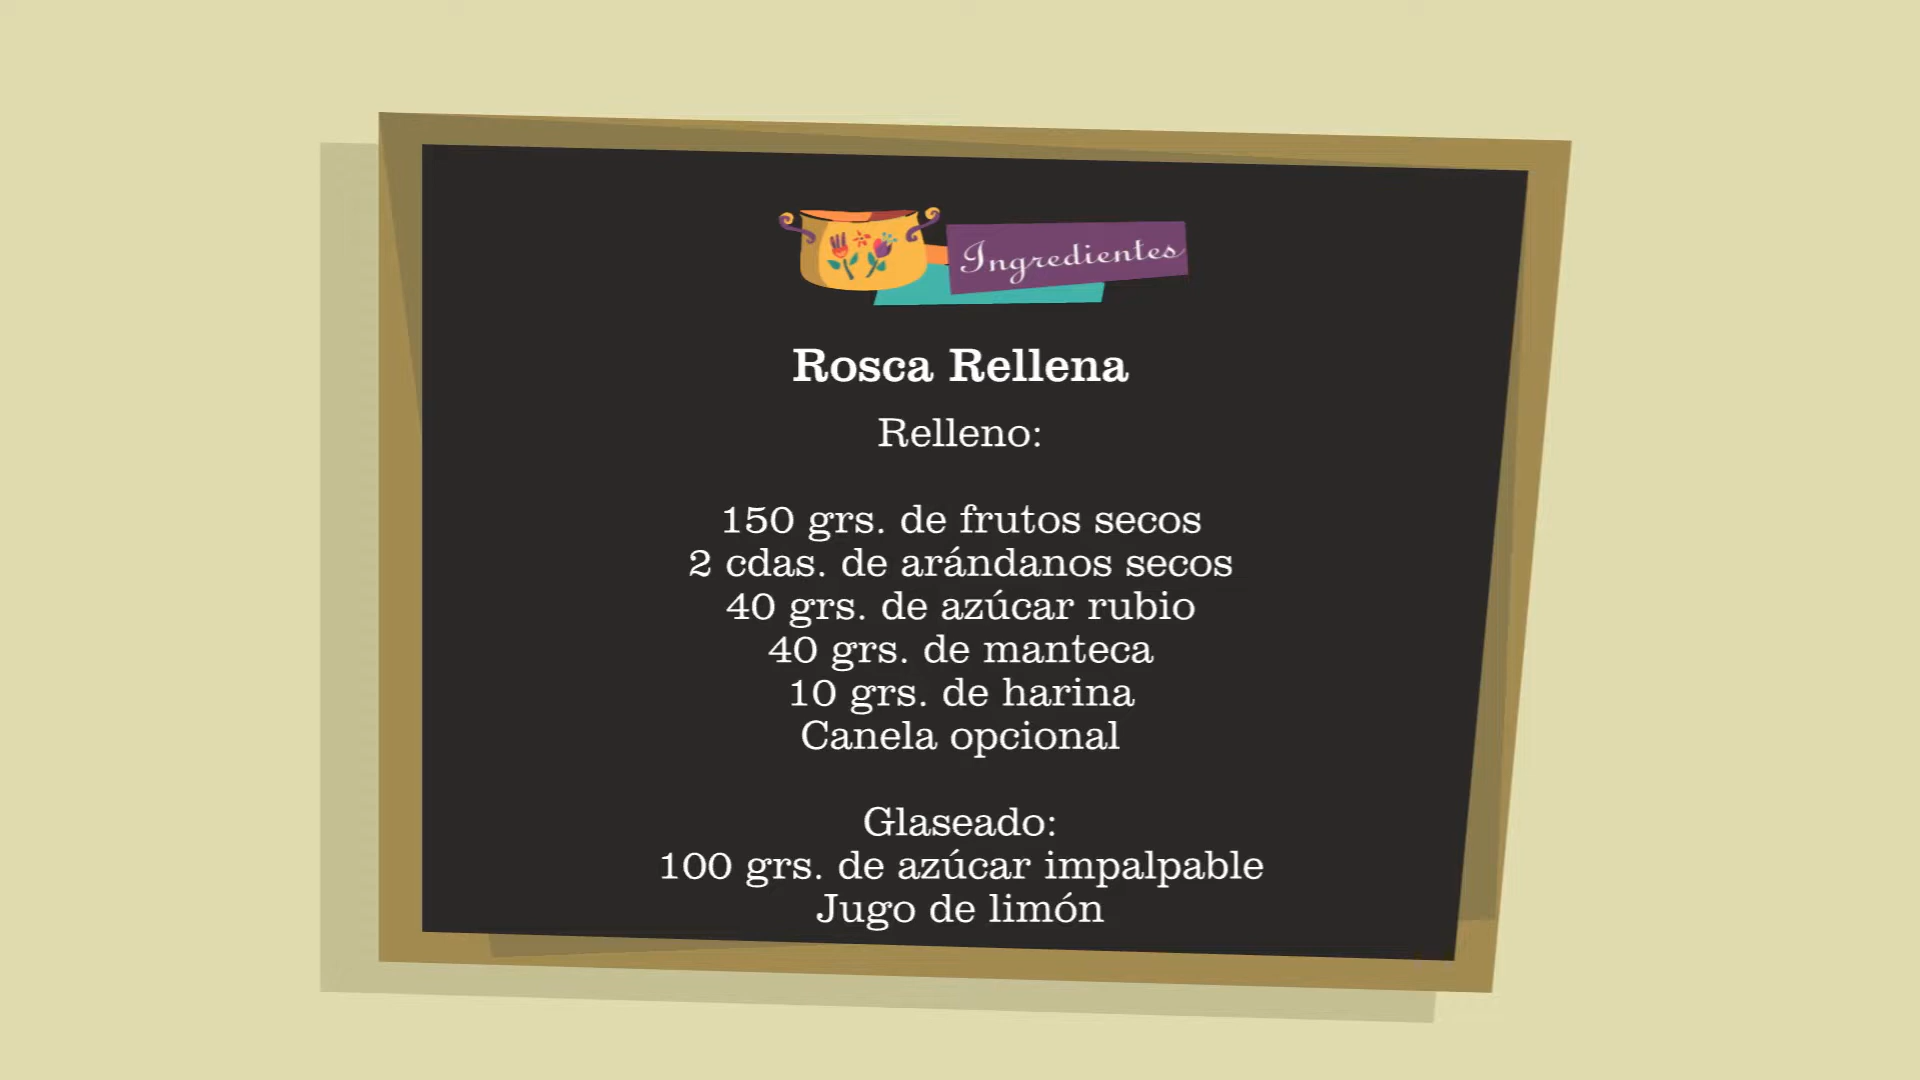 Ingredientes
Rosca Rellena
Relleno:
150 grs. de frutos secos
2 cdas. de arándanos secos
40 grs. de azúcar rubio
40 grs. de manteca
10 grs. de harina
Canela opcional
Glaseado:
100 grs. de azúcar impalpable
Jugo de limón